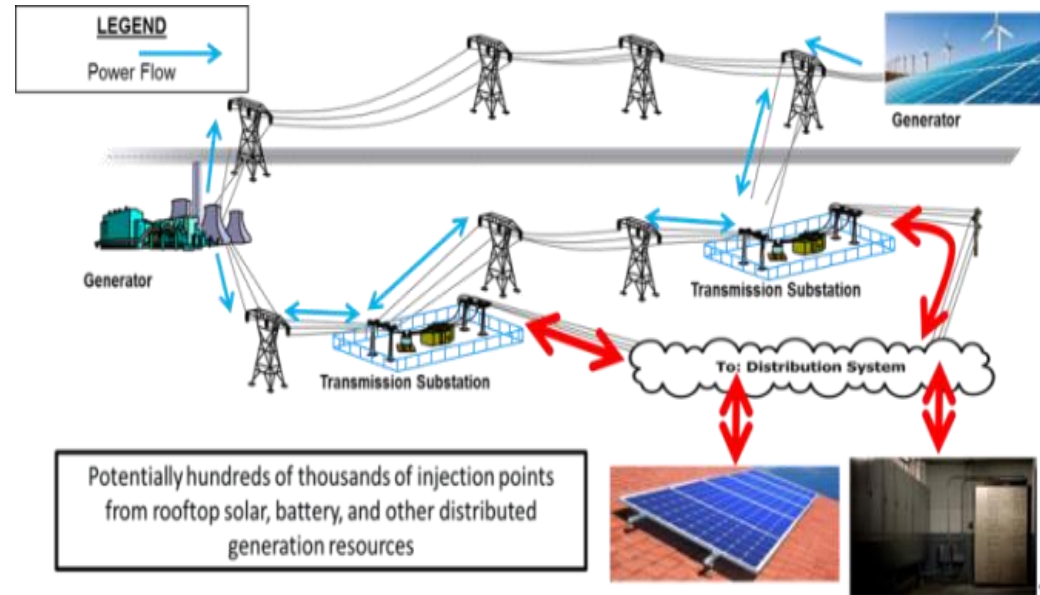 LEGEND
Power Flow
Generator
Generator
Transmission Substation
Transmission Substation
To: Distribution System
Potentially hundreds of thousands of injection points
from rooftop solar, battery, and other distributed
generation resources